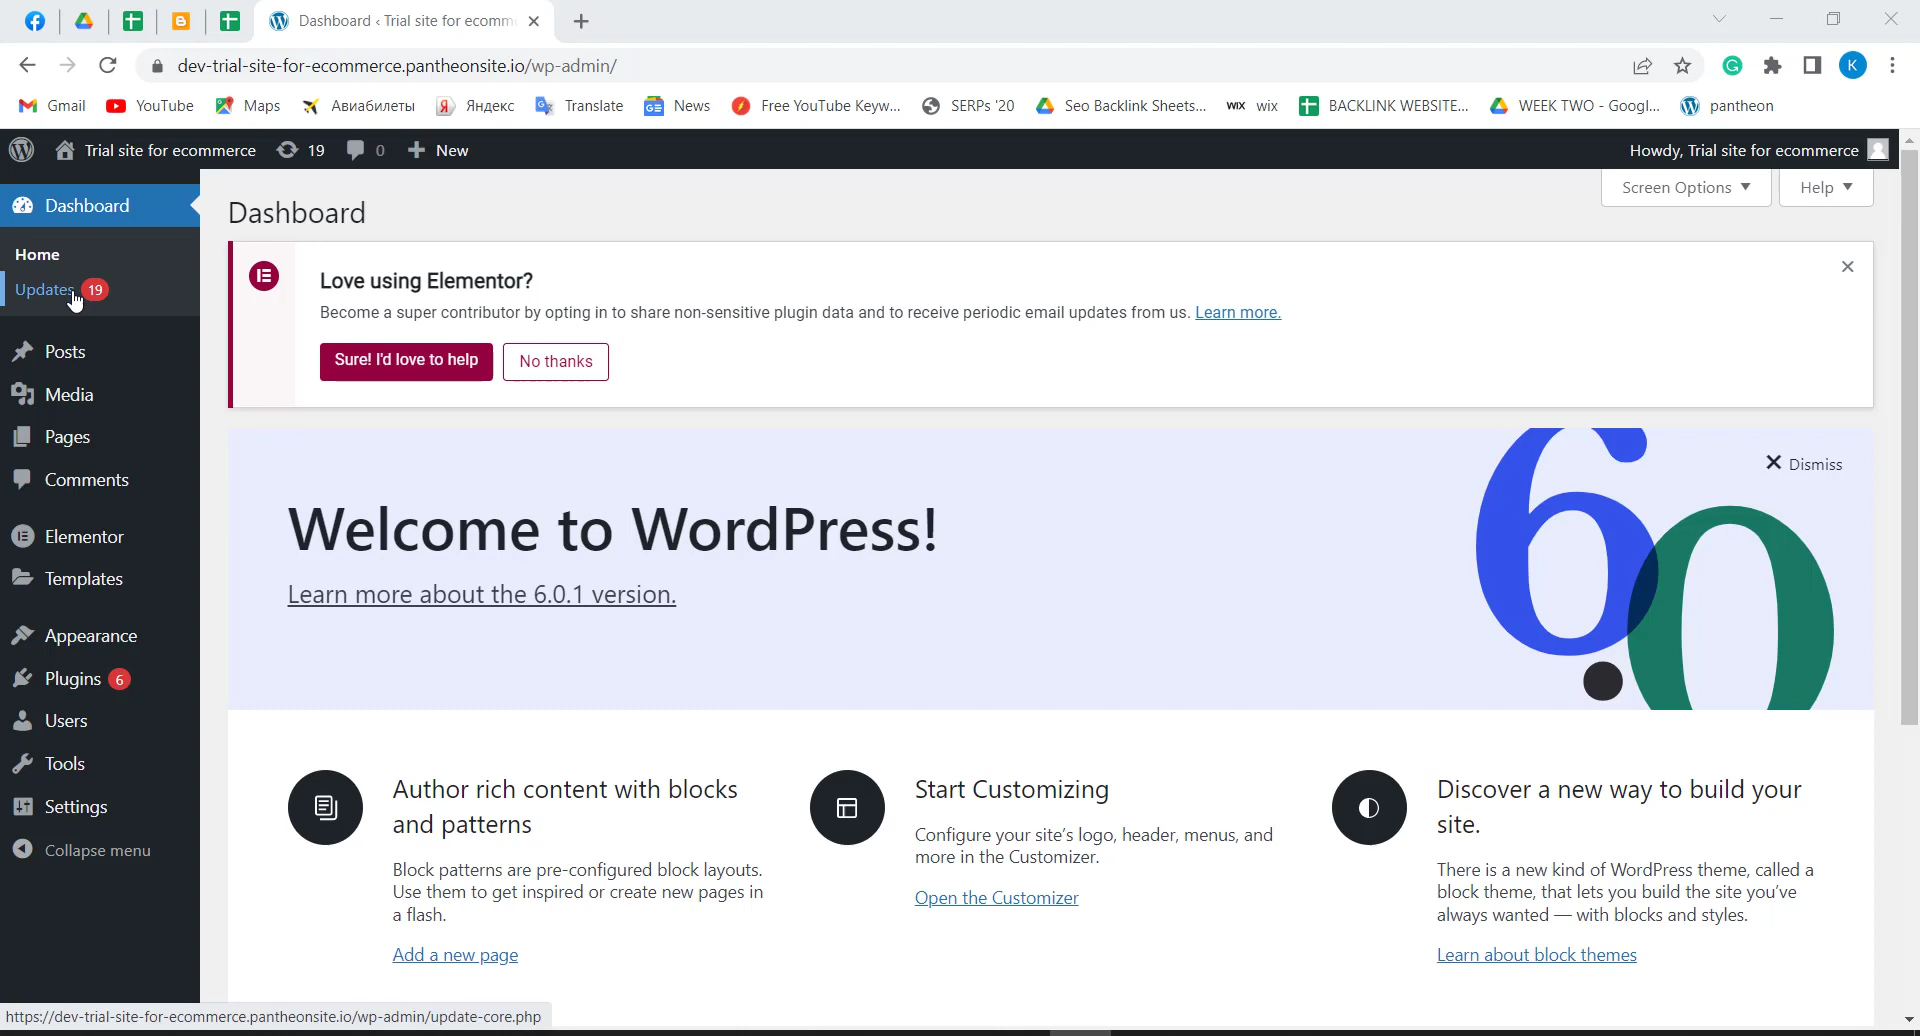 Dashboard ‹ Trial site for ecomm
dev-trial-site-for-ecommerce.pantheonsite.io/wp-admin/
K
Gmail YouTube Maps Авиабилеты Яндекс Translate News Free YouTube Keyw... SERPs '20 Seo Backlink Sheets... WIX wix BACKLINK WEBSITE... WEEK TWO - Googl... pantheon
Trial site for ecommerce 19 0 New Howdy, Trial site for ecommerce
Screen Options Help
Dashboard
Home
Updates 19
Posts
Media
Pages
Comments
Elementor
Templates
Appearance
Plugins 6
Users
Tools
Settings
Collapse menu
Dashboard
Love using Elementor?
Become a super contributor by opting in to share non-sensitive plugin data and to receive periodic email updates from us. Learn more.
Sure! I'd love to help No thanks
Dismiss
Welcome to WordPress!
Learn more about the 6.0.1 version.
6.0
Author rich content with blocks
and patterns
Block patterns are pre-configured block layouts.
Use them to get inspired or create new pages in
a flash.
Add a new page
Start Customizing
Configure your site's logo, header, menus, and
more in the Customizer.
Open the Customizer
Discover a new way to build your
site.
There is a new kind of WordPress theme, called a
block theme, that lets you build the site you've
always wanted — with blocks and styles.
Learn about block themes
https://dev-trial-site-for-ecommerce.pantheonsite.io/wp-admin/update-core.php